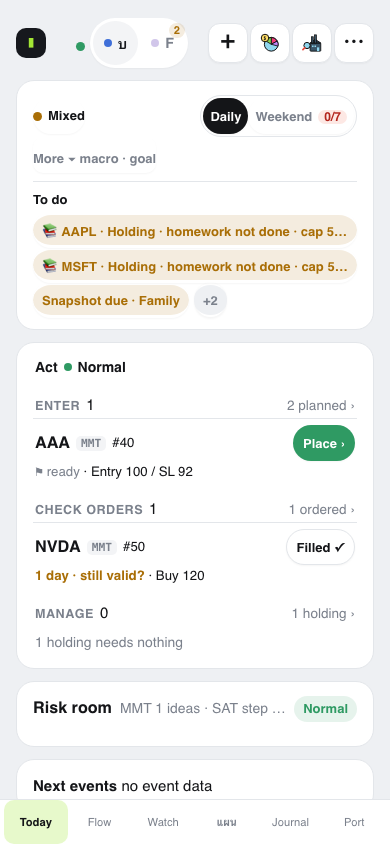 บ F 2
+ ...
Mixed Daily Weekend 0/7
More ▾ macro · goal
To do
📚 AAPL · Holding · homework not done · cap 5…
📚 MSFT · Holding · homework not done · cap 5…
Snapshot due · Family +2
Act Normal
ENTER 1 2 planned ›
AAA MMT #40 Place ›
⚑ ready · Entry 100 / SL 92
CHECK ORDERS 1 1 ordered ›
NVDA MMT #50 Filled ✓
1 day · still valid? · Buy 120
MANAGE 0 1 holding ›
1 holding needs nothing
Risk room MMT 1 ideas · SAT step … Normal
Next events no event data
Today Flow Watch แผน Journal Port